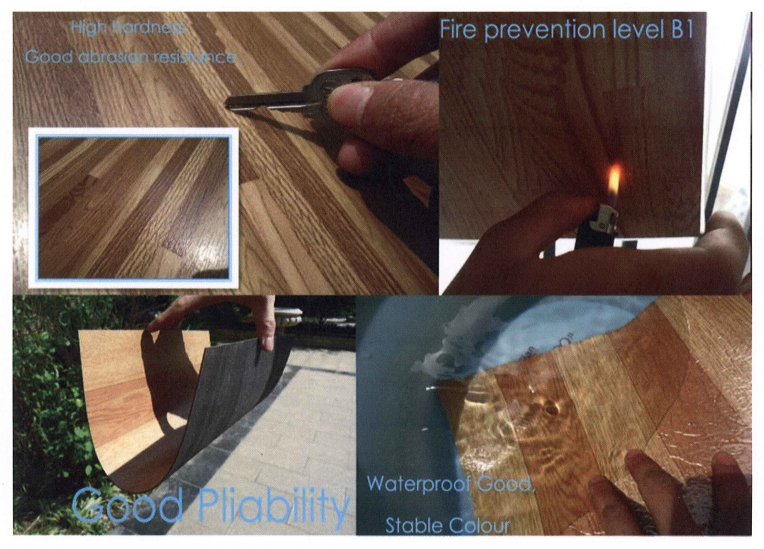 High hardness
Good abrasion resistance
Fire prevention level B1
Good Pliability
Waterproof Good,
Stable Colour